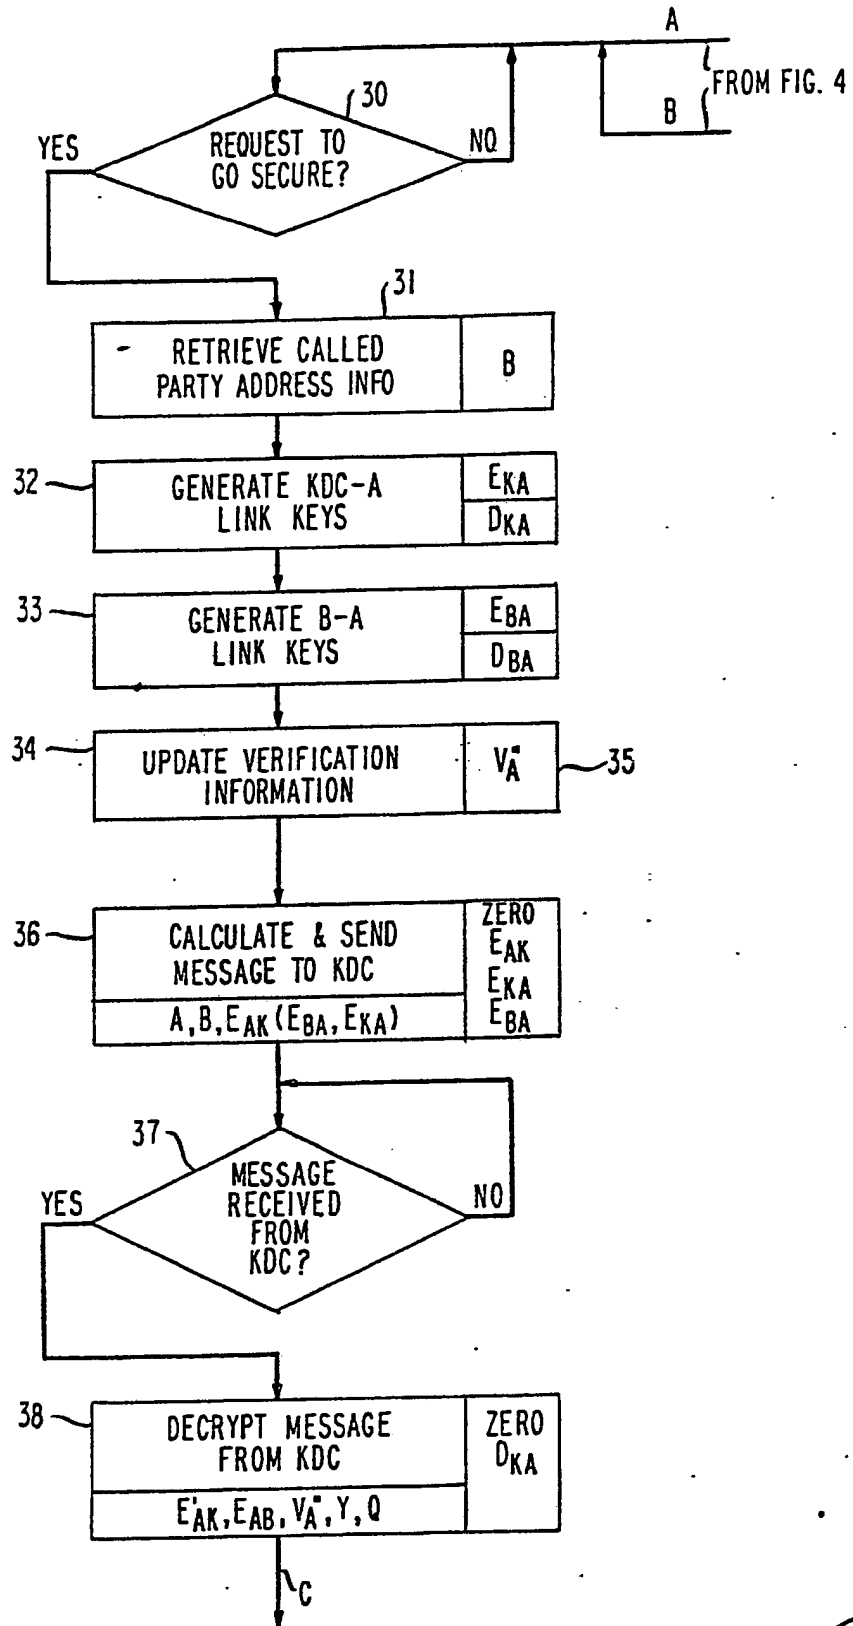 A
FROM FIG. 4
B
30
YES
REQUEST TO
GO SECURE?
NO
31
RETRIEVE CALLED
PARTY ADDRESS INFO
B
32
GENERATE KDC-A
LINK KEYS
EKA
DKA
33
GENERATE B-A
LINK KEYS
EBA
DBA
34
UPDATE VERIFICATION
INFORMATION
VA"
35
36
CALCULATE & SEND
MESSAGE TO KDC
A, B, EAK (EBA, EKA)
ZERO
EAK
EKA
EBA
37
YES
MESSAGE
RECEIVED
FROM
KDC?
NO
38
DECRYPT MESSAGE
FROM KDC
E'AK, EAB, VA", Y, Q
ZERO
DKA
C